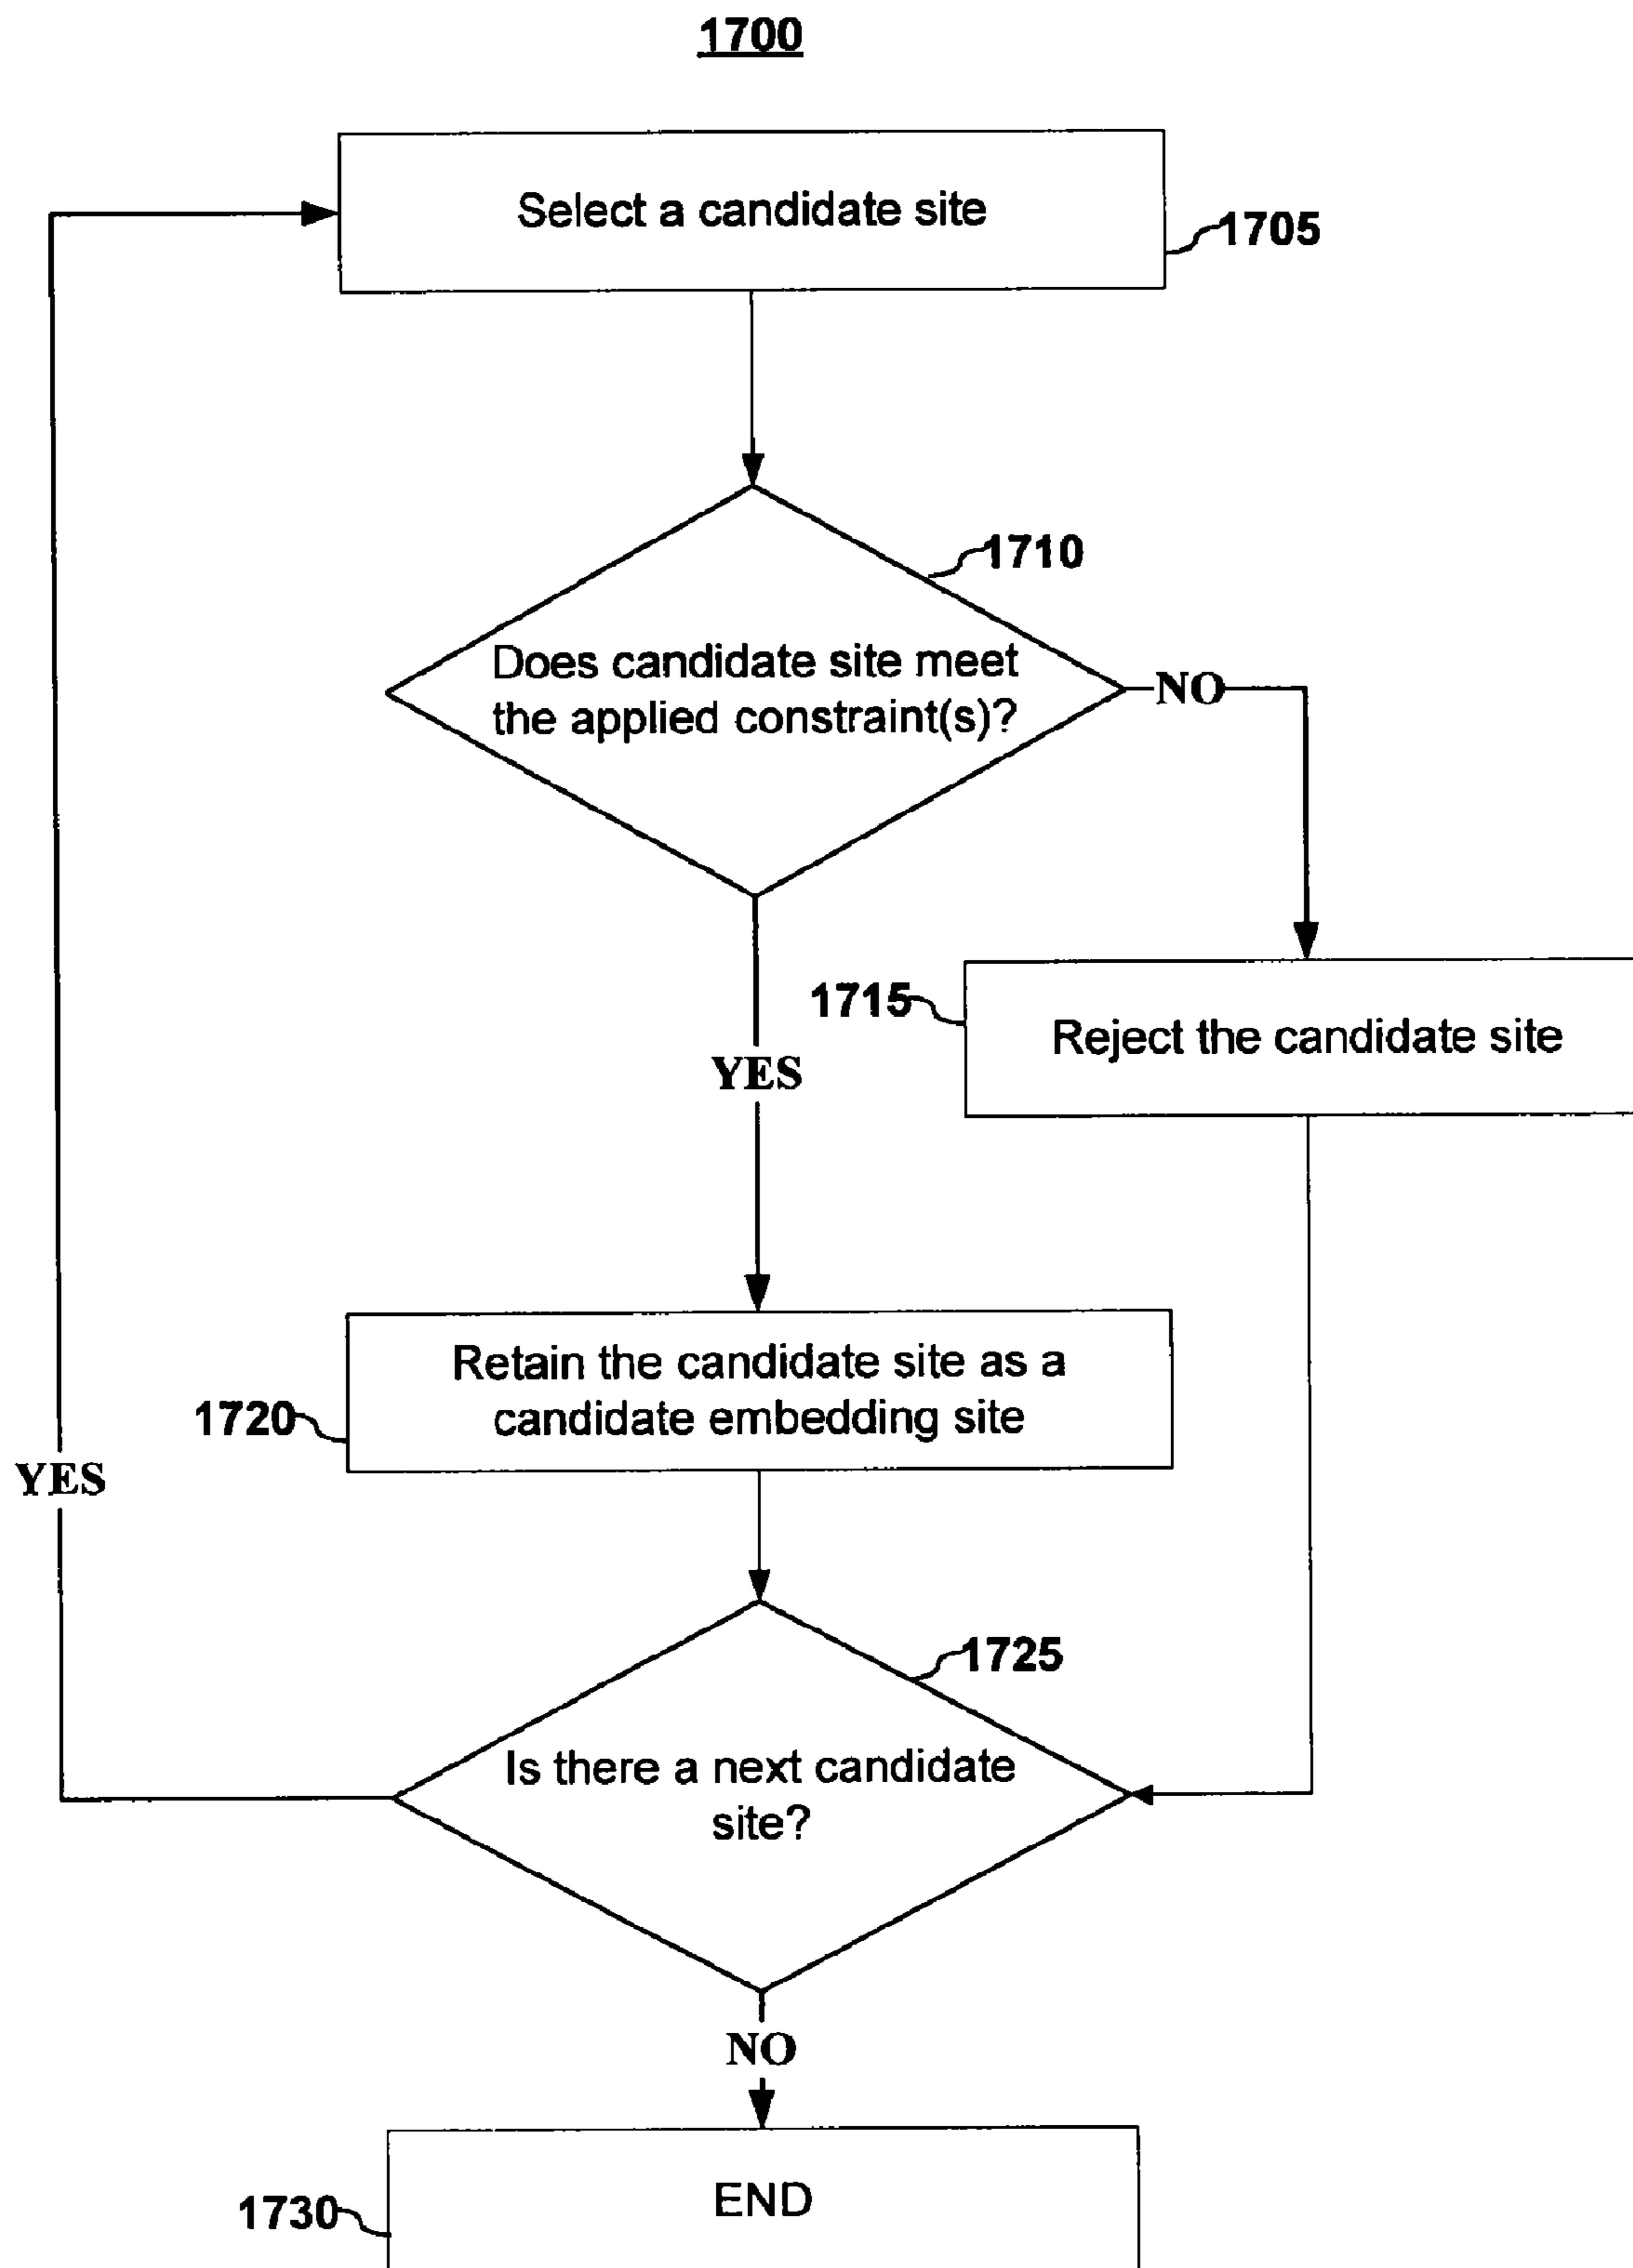 1700
Select a candidate site
1705
1710
Does candidate site meet
the applied constraint(s)?
NO
1715
Reject the candidate site
YES
Retain the candidate site as a
candidate embedding site
1720
YES
1725
Is there a next candidate
site?
NO
END
1730